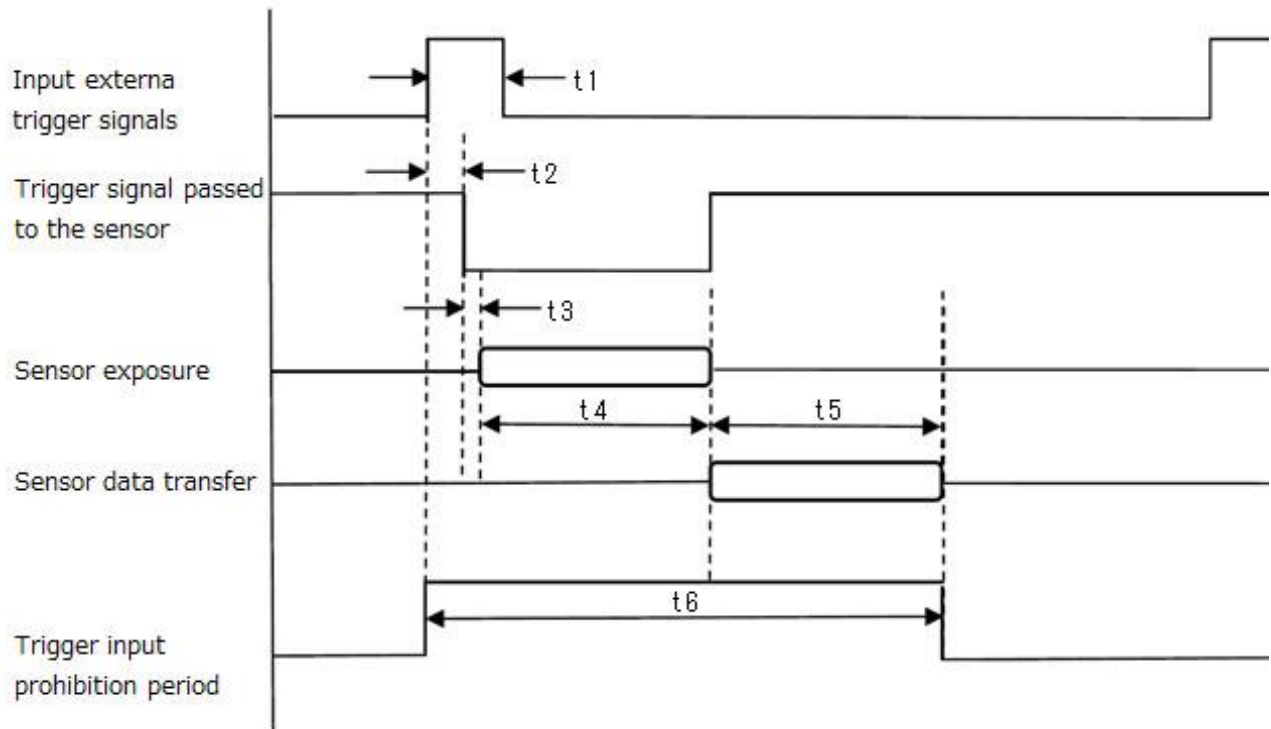 Input externa
trigger signals
t1
t2
Trigger signal passed
to the sensor
t3
Sensor exposure
t4
t5
Sensor data transfer
t6
Trigger input
prohibition period